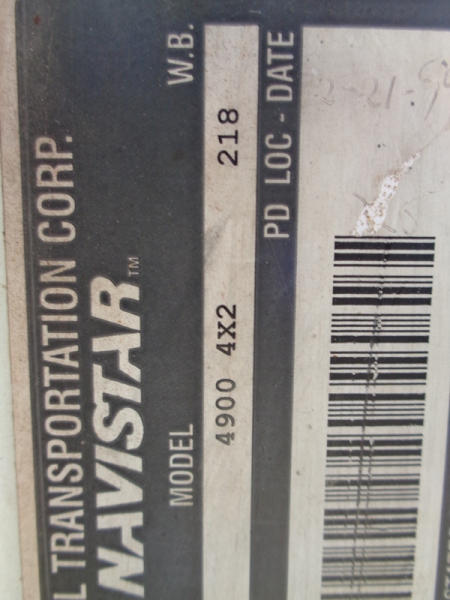 L TRANSPORTATION CORP.
NAVISTAR™
MODEL W.B.
4900 4X2 218
PD LOC - DATE